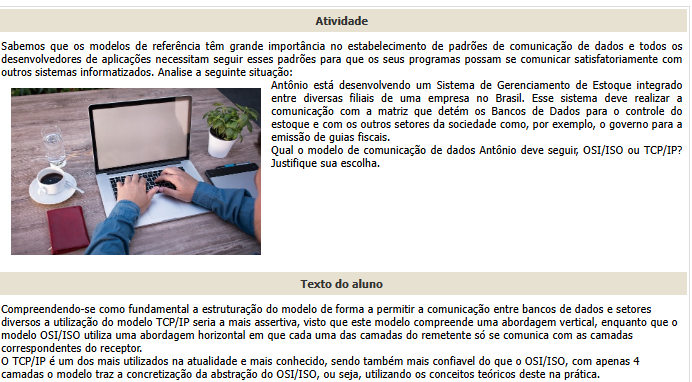 Atividade
Sabemos que os modelos de referência têm grande importância no estabelecimento de padrões de comunicação de dados e todos os
desenvolvedores de aplicações necessitam seguir esses padrões para que os seus programas possam se comunicar satisfatoriamente com
outros sistemas informatizados. Analise a seguinte situação:
Antônio está desenvolvendo um Sistema de Gerenciamento de Estoque integrado
entre diversas filiais de uma empresa no Brasil. Esse sistema deve realizar a
comunicação com a matriz que detém os Bancos de Dados para o controle do
estoque e com os outros setores da sociedade como, por exemplo, o governo para a
emissão de guias fiscais.
Qual o modelo de comunicação de dados Antônio deve seguir, OSI/ISO ou TCP/IP?
Justifique sua escolha.
Texto do aluno
Compreendendo-se como fundamental a estruturação do modelo de forma a permitir a comunicação entre bancos de dados e setores
diversos a utilização do modelo TCP/IP seria a mais assertiva, visto que este modelo compreende uma abordagem vertical, enquanto que o
modelo OSI/ISO utiliza uma abordagem horizontal em que cada uma das camadas do remetente só se comunica com as camadas
correspondentes do receptor.
O TCP/IP é um dos mais utilizados na atualidade e mais conhecido, sendo também mais confiavel do que o OSI/ISO, com apenas 4
camadas o modelo traz a concretização da abstração do OSI/ISO, ou seja, utilizando os conceitos teóricos deste na prática.